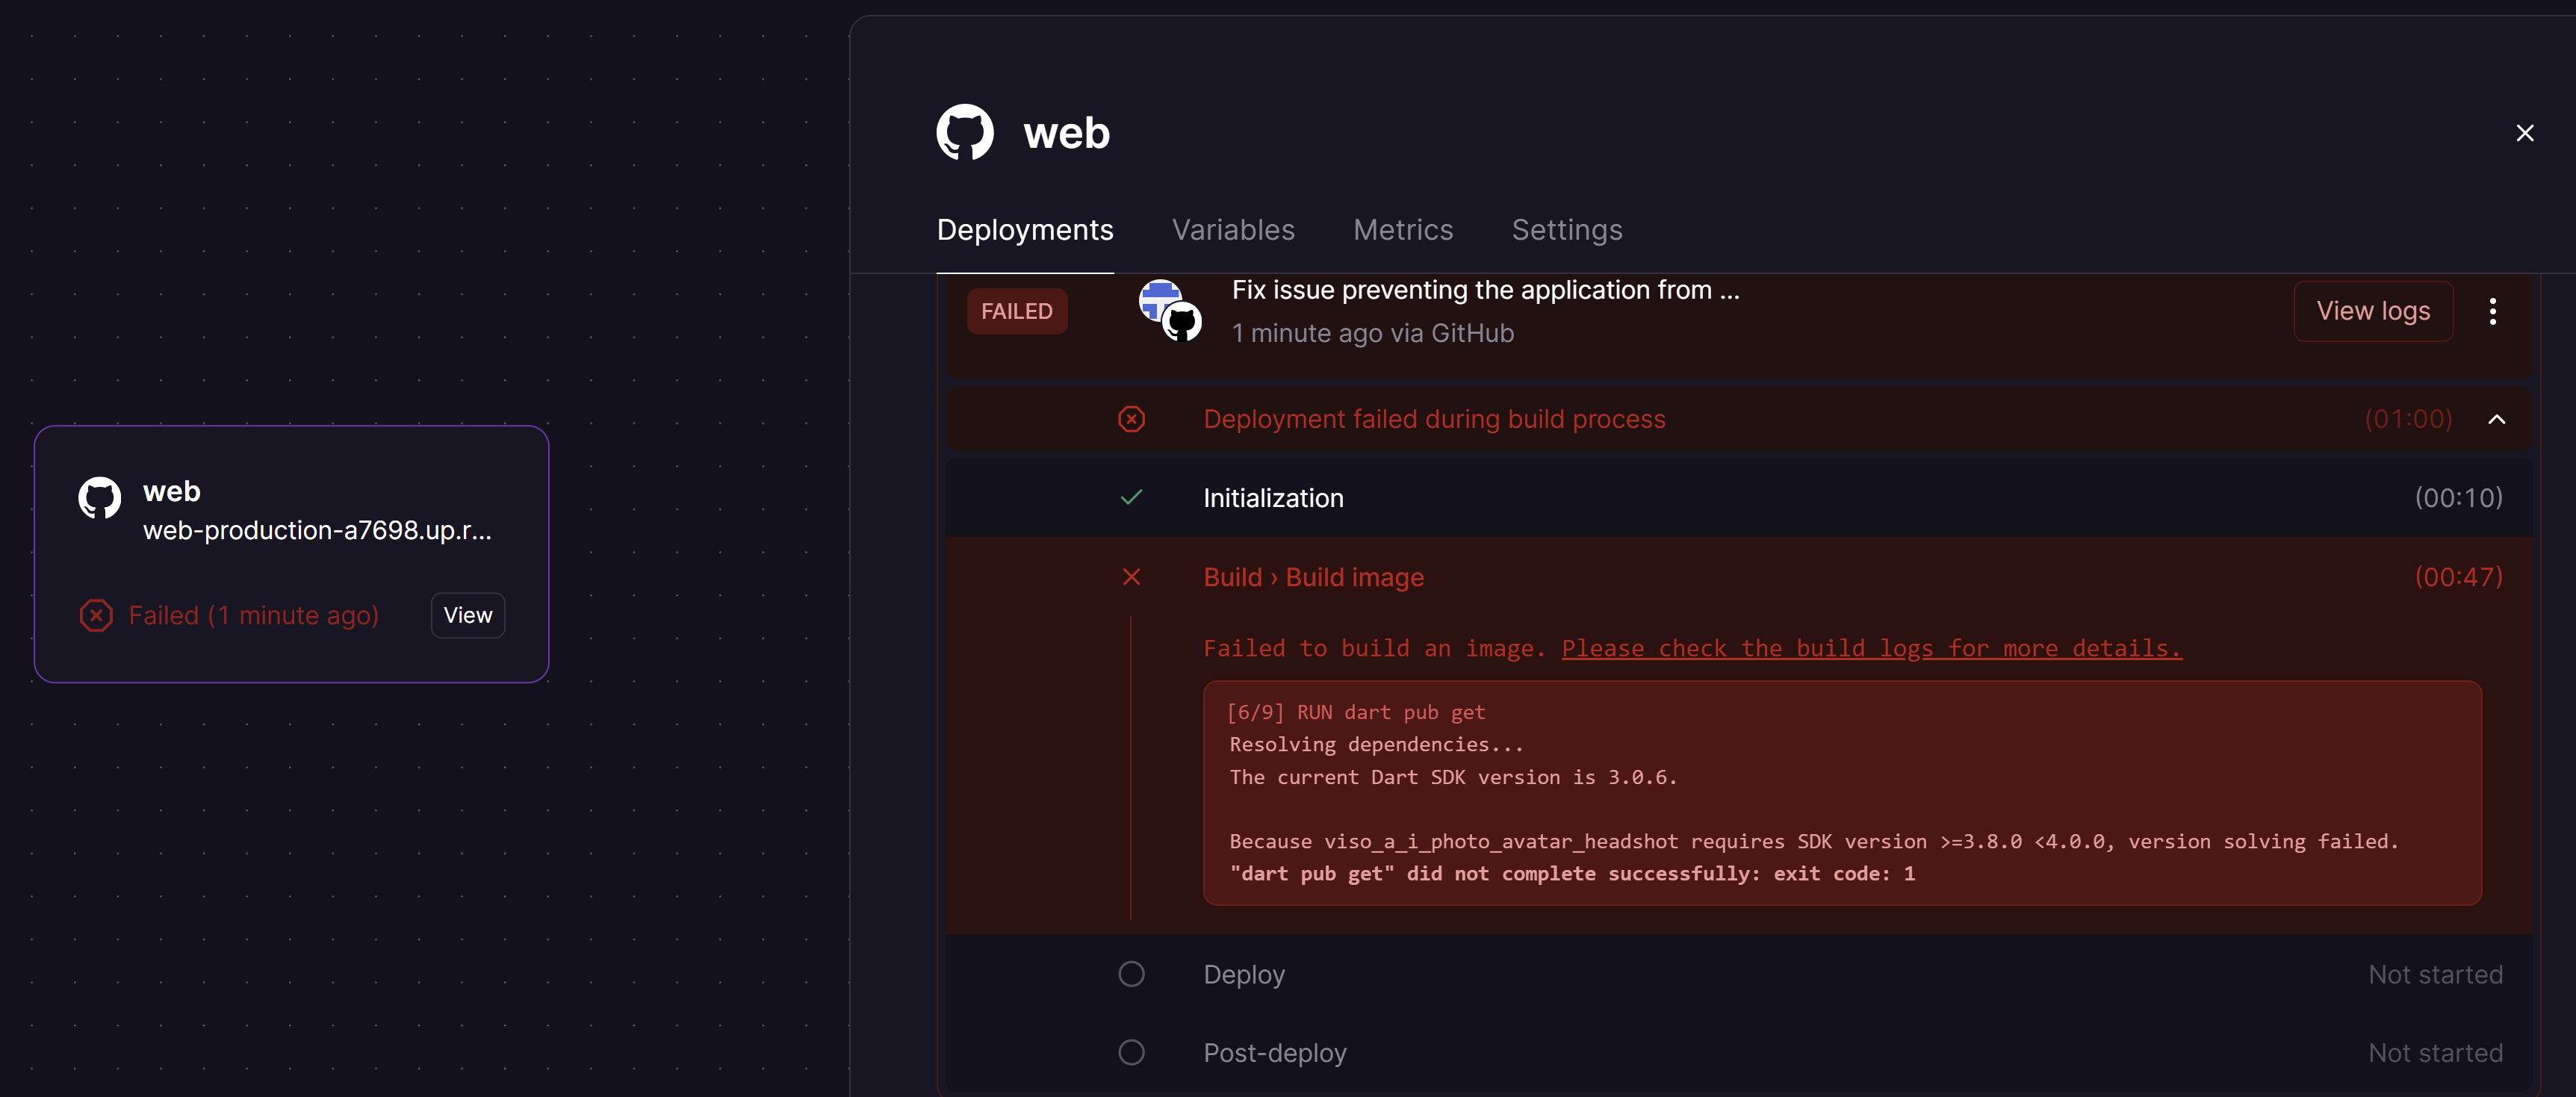 web
web-production-a7698.up.r...
Failed (1 minute ago)
View
web
Deployments
Variables
Metrics
Settings
FAILED
Fix issue preventing the application from ...
1 minute ago via GitHub
View logs
Deployment failed during build process
(01:00)
Initialization
(00:10)
Build › Build image
(00:47)
Failed to build an image. Please check the build logs for more details.
[6/9] RUN dart pub get
Resolving dependencies...
The current Dart SDK version is 3.0.6.
Because viso_a_i_photo_avatar_headshot requires SDK version >=3.8.0 <4.0.0, version solving failed.
"dart pub get" did not complete successfully: exit code: 1
Deploy
Not started
Post-deploy
Not started